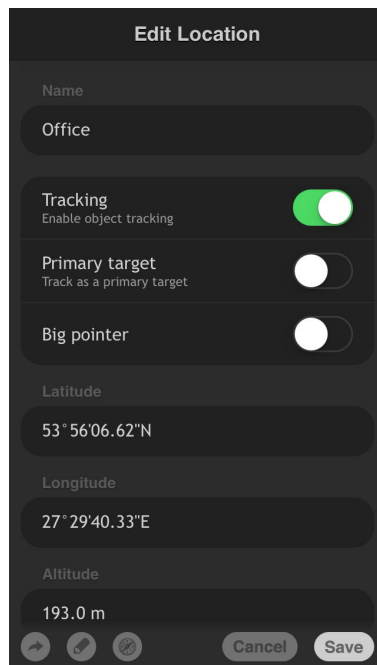 Edit Location
Name
Office
Tracking
Enable object tracking
Primary target
Track as a primary target
Big pointer
Latitude
53°56'06.62"N
Longitude
27°29'40.33"E
Altitude
193.0 m
Cancel Save